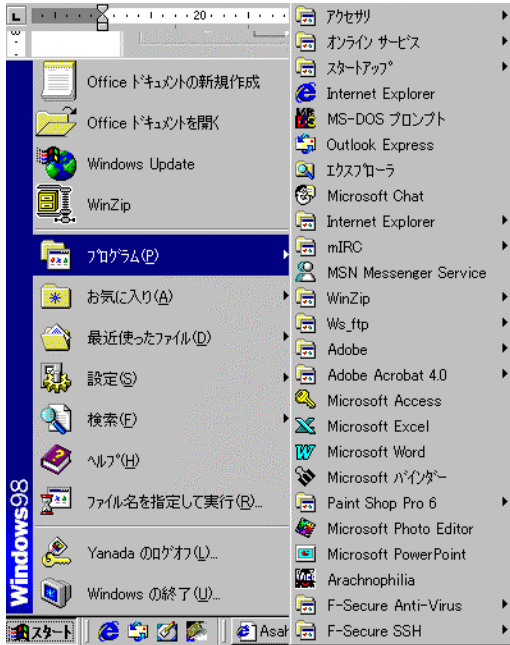 20
Office ﾄﾞｷｭﾒﾝﾄの新規作成
Office ﾄﾞｷｭﾒﾝﾄを開く
Windows Update
WinZip
ﾌﾟﾛｸﾞﾗﾑ(P)
お気に入り(A)
最近使ったﾌｧｲﾙ(D)
設定(S)
検索(F)
ﾍﾙﾌﾟ(H)
ﾌｧｲﾙ名を指定して実行(R)...
Yanada のﾛｸﾞｵﾌ(L)...
Windows の終了(U)...
Windows98
ｱｸｾｻﾘ
ｵﾝﾗｲﾝ ｻｰﾋﾞｽ
ｽﾀｰﾄｱｯﾌﾟ
Internet Explorer
MS-DOS プロンプト
Outlook Express
ｴｸｽﾌﾟﾛｰﾗ
Microsoft Chat
Internet Explorer
mIRC
MSN Messenger Service
WinZip
Ws_ftp
Adobe
Adobe Acrobat 4.0
Microsoft Access
Microsoft Excel
Microsoft Word
Microsoft ﾊﾞｲﾝﾀﾞｰ
Paint Shop Pro 6
Microsoft Photo Editor
Microsoft PowerPoint
Arachnophilia
F-Secure Anti-Virus
F-Secure SSH
ｽﾀｰﾄ
Asah